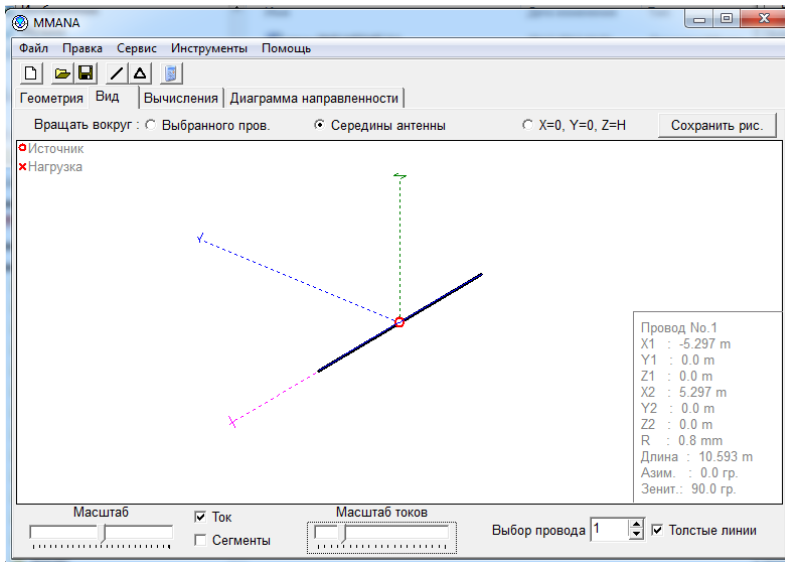 MMANA
Файл Правка Сервис Инструменты Помощь
Геометрия Вид Вычисления Диаграмма направленности
Вращать вокруг : Выбранного пров. Середины антенны X=0, Y=0, Z=H Сохранить рис.
Источник
Нагрузка
Z
Y
X
Провод No.1
X1 : -5.297 m
Y1 : 0.0 m
Z1 : 0.0 m
X2 : 5.297 m
Y2 : 0.0 m
Z2 : 0.0 m
R : 0.8 mm
Длина : 10.593 m
Азим. : 0.0 гр.
Зенит.: 90.0 гр.
Масштаб Ток Масштаб токов
Сегменты Выбор провода 1 Толстые линии